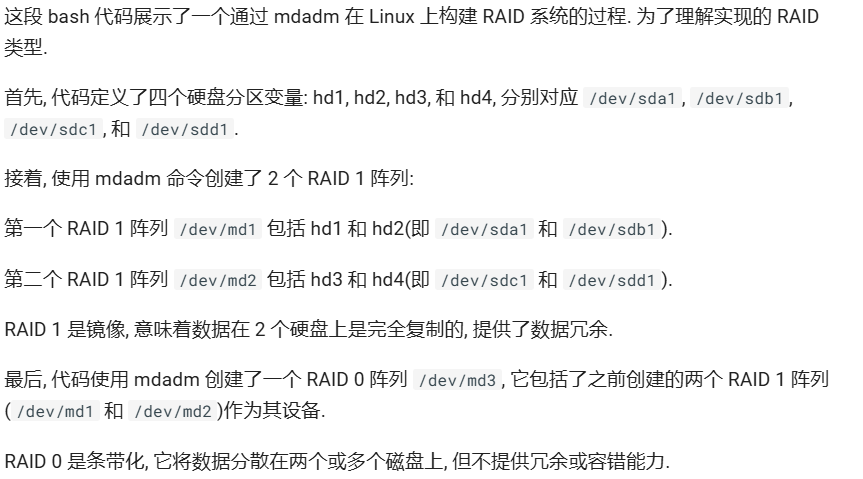 这段 bash 代码展示了一个通过 mdadm 在 Linux 上构建 RAID 系统的过程. 为了理解实现的 RAID
类型.
首先, 代码定义了四个硬盘分区变量: hd1, hd2, hd3, 和 hd4, 分别对应 /dev/sda1, /dev/sdb1,
/dev/sdc1, 和 /dev/sdd1.
接着, 使用 mdadm 命令创建了 2 个 RAID 1 阵列:
第一个 RAID 1 阵列 /dev/md1 包括 hd1 和 hd2(即 /dev/sda1 和 /dev/sdb1).
第二个 RAID 1 阵列 /dev/md2 包括 hd3 和 hd4(即 /dev/sdc1 和 /dev/sdd1).
RAID 1 是镜像, 意味着数据在 2 个硬盘上是完全复制的, 提供了数据冗余.
最后, 代码使用 mdadm 创建了一个 RAID 0 阵列 /dev/md3, 它包括了之前创建的两个 RAID 1 阵列
(/dev/md1 和 /dev/md2)作为其设备.
RAID 0 是条带化, 它将数据分散在两个或多个磁盘上, 但不提供冗余或容错能力.